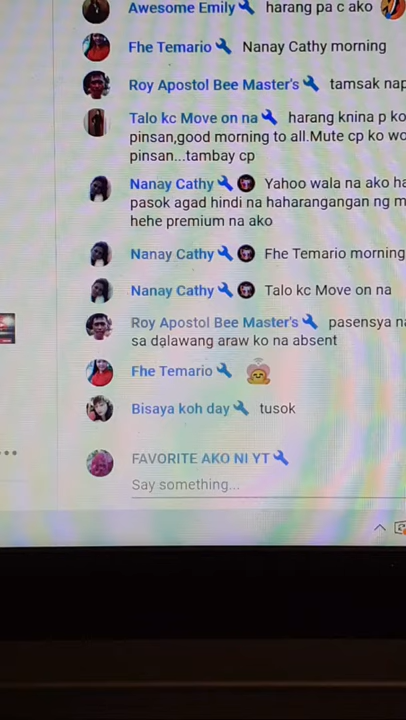 Awesome Emily harang pa c ako
Fhe Temario Nanay Cathy morning
Roy Apostol Bee Master's tamsak nap
Talo kc Move on na harang knina p ko
pinsan,good morning to all.Mute cp ko wo
pinsan...tambay cp
Nanay Cathy Yahoo wala na ako ha
pasok agad hindi na haharangangan ng m
hehe premium na ako
Nanay Cathy Fhe Temario morning
Nanay Cathy Talo kc Move on na
Roy Apostol Bee Master's pasensya na
sa dalawang araw ko na absent
Fhe Temario
Bisaya koh day tusok
FAVORITE AKO NI YT
Say something...